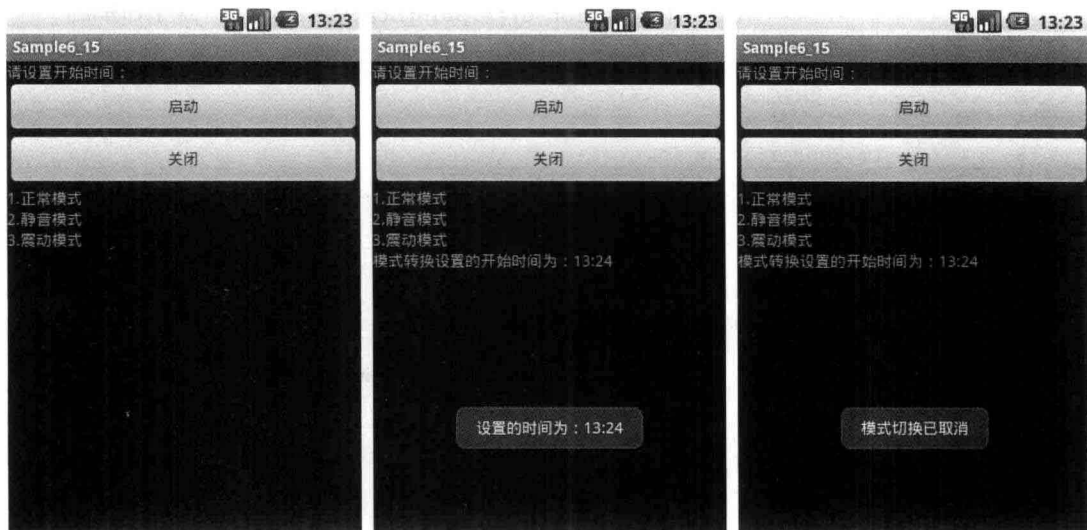 3G 13:23
Sample6_15
请设置开始时间：
启动
关闭
1.正常模式
2.静音模式
3.震动模式
3G 13:23
Sample6_15
请设置开始时间：
启动
关闭
1.正常模式
2.静音模式
3.震动模式
模式转换设置的开始时间为：13:24
设置的时间为：13:24
3G 13:23
Sample6_15
请设置开始时间：
启动
关闭
1.正常模式
2.静音模式
3.震动模式
模式转换设置的开始时间为：13:24
模式切换已取消